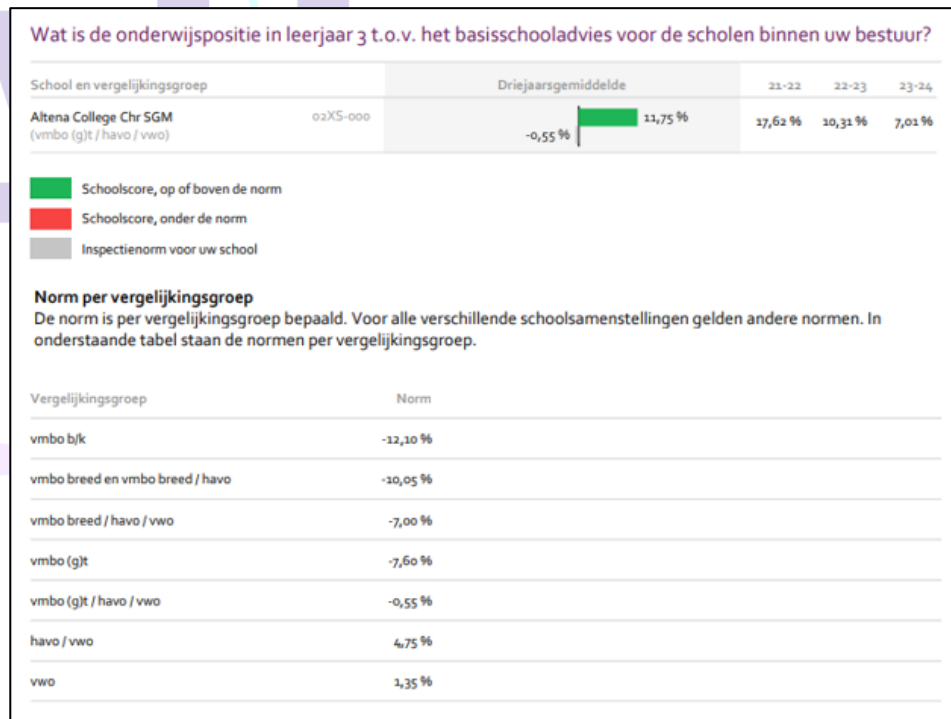 Wat is de onderwijspositie in leerjaar 3 t.o.v. het basisschooladvies voor de scholen binnen uw bestuur?
School en vergelijkingsgroep Driejaarsgemiddelde 21-22 22-23 23-24
Altena College Chr SGM 02XS-000 11,75 % 17,62 % 10,31 % 7,01 %
(vmbo (g)t / havo / vwo) -0,55 %
Schoolscore, op of boven de norm
Schoolscore, onder de norm
Inspectienorm voor uw school
Norm per vergelijkingsgroep
De norm is per vergelijkingsgroep bepaald. Voor alle verschillende schoolsamenstellingen gelden andere normen. In
onderstaande tabel staan de normen per vergelijkingsgroep.
Vergelijkingsgroep Norm
vmbo b/k -12,10 %
vmbo breed en vmbo breed / havo -10,05 %
vmbo breed / havo / vwo -7,00 %
vmbo (g)t -7,60 %
vmbo (g)t / havo / vwo -0,55 %
havo / vwo 4,75 %
vwo 1,35 %